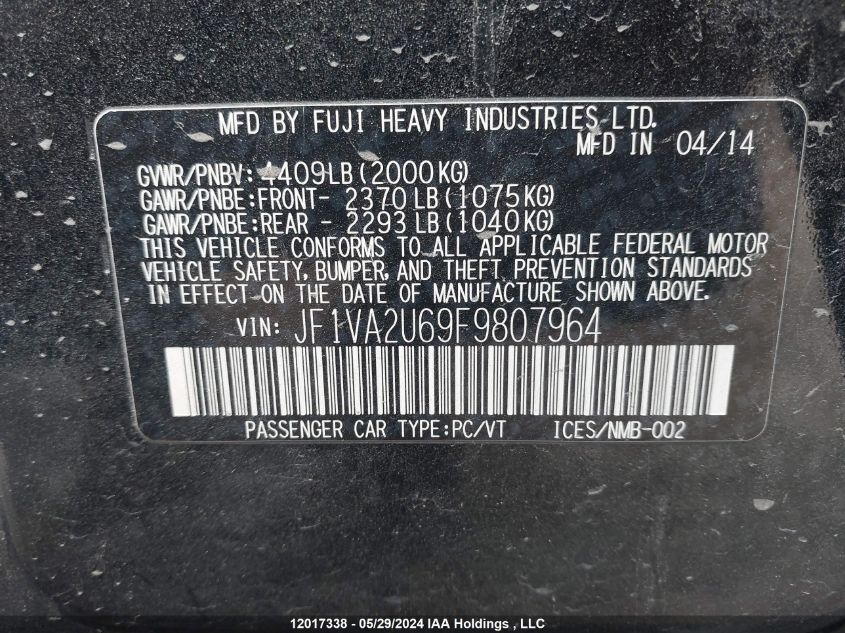 MFD BY FUJI HEAVY INDUSTRIES LTD.
MFD IN 04/14
GVWR/PNBV: 4409LB (2000KG)
GAWR/PNBE:FRONT- 2370 LB(1075KG)
GAWR/PNBE:REAR - 2293 LB(1040KG)
THIS VEHICLE CONFORMS TO ALL APPLICABLE FEDERAL MOTOR
VEHICLE SAFETY, BUMPER, AND THEFT PREVENTION STANDARDS
IN EFFECT ON THE DATE OF MANUFACTURE SHOWN ABOVE.
VIN: JF1VA2U69F9807964
PASSENGER CAR TYPE:PC/VT ICES/NMB-002
12017338 - 05/29/2024 IAA Holdings , LLC